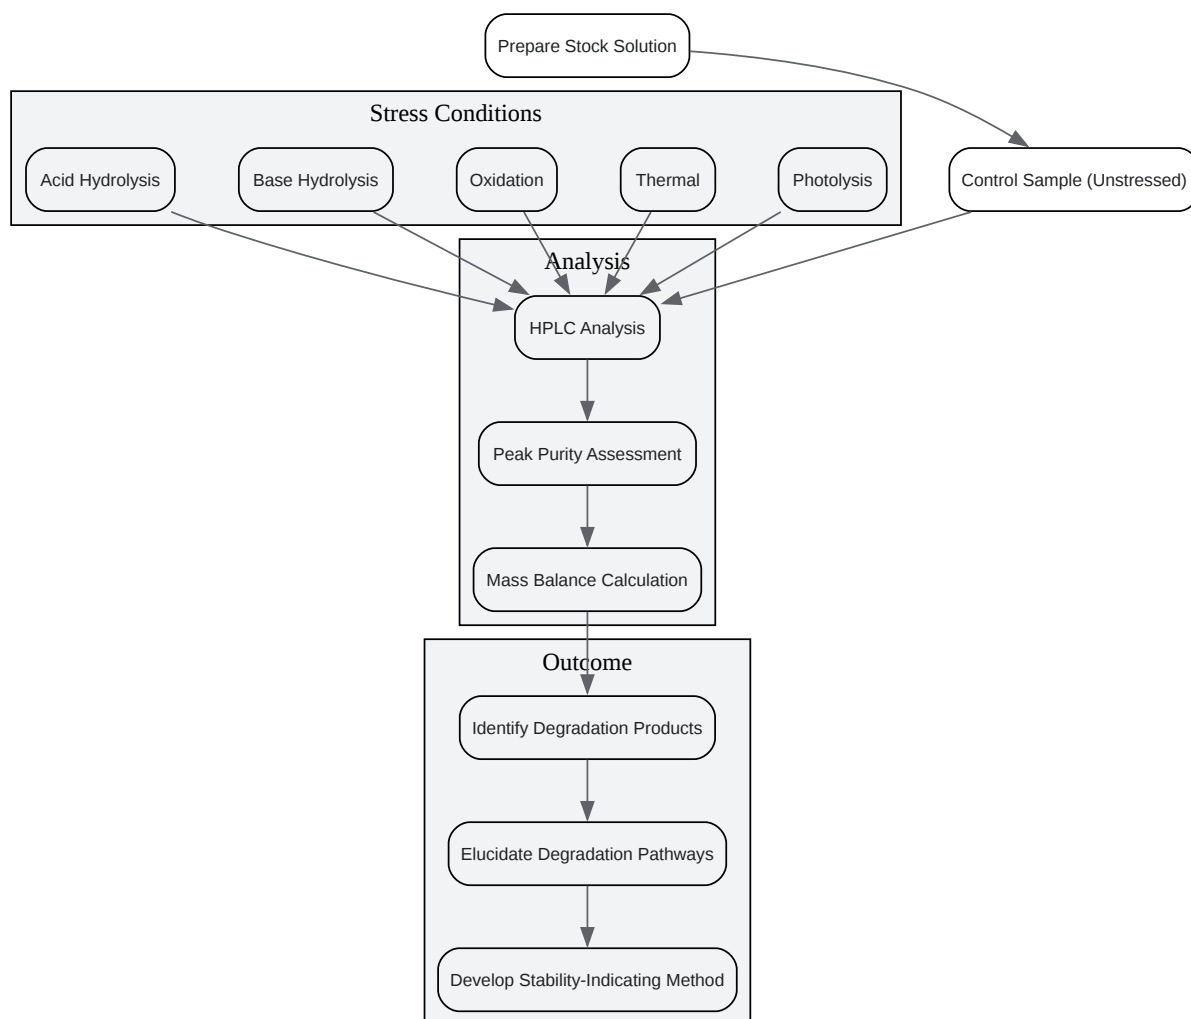 Prepare Stock Solution
Stress Conditions
Acid Hydrolysis
Base Hydrolysis
Oxidation
Thermal
Photolysis
Control Sample (Unstressed)
Analysis
HPLC Analysis
Peak Purity Assessment
Mass Balance Calculation
Outcome
Identify Degradation Products
Elucidate Degradation Pathways
Develop Stability-Indicating Method